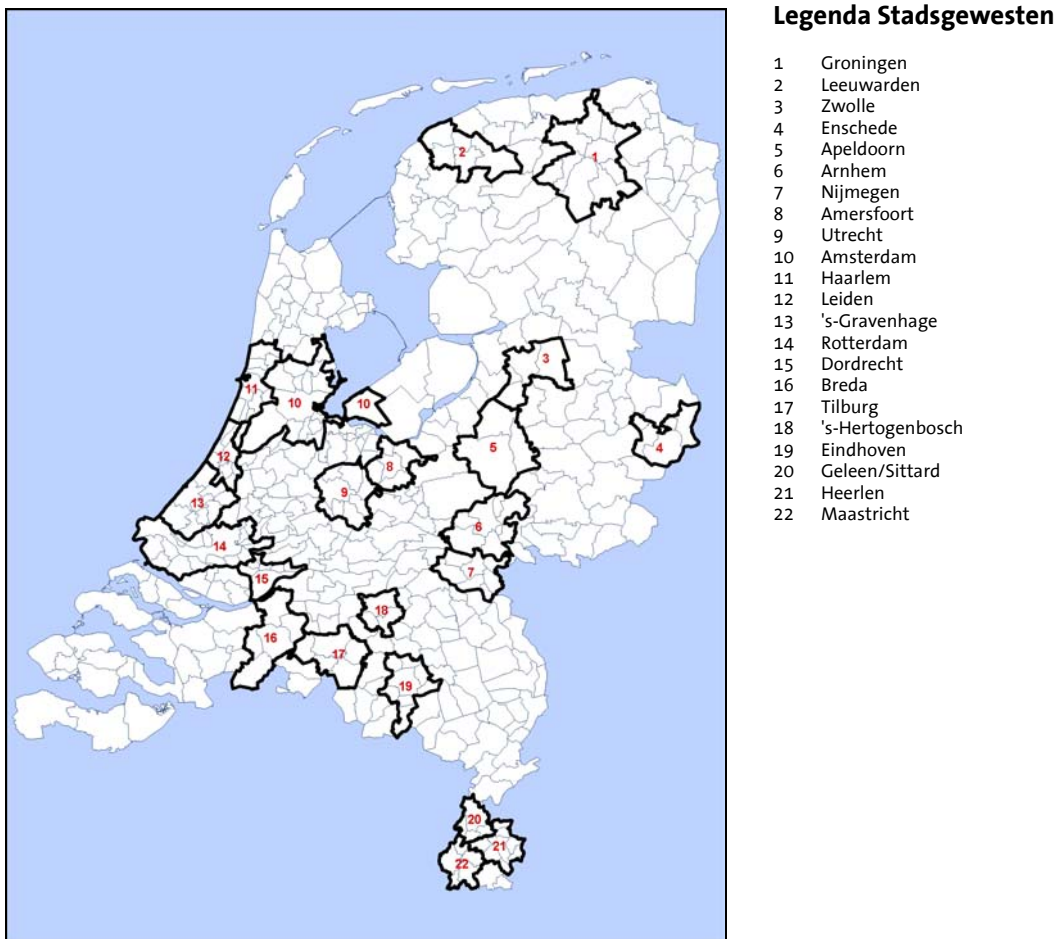 Legenda Stadsgewesten
1 Groningen
2 Leeuwarden
3 Zwolle
4 Enschede
5 Apeldoorn
6 Arnhem
7 Nijmegen
8 Amersfoort
9 Utrecht
10 Amsterdam
11 Haarlem
12 Leiden
13 's-Gravenhage
14 Rotterdam
15 Dordrecht
16 Breda
17 Tilburg
18 's-Hertogenbosch
19 Eindhoven
20 Geleen/Sittard
21 Heerlen
22 Maastricht
2
1
3
11
10
10
4
5
12
8
9
13
6
14
7
15
18
16
17
19
20
21
22